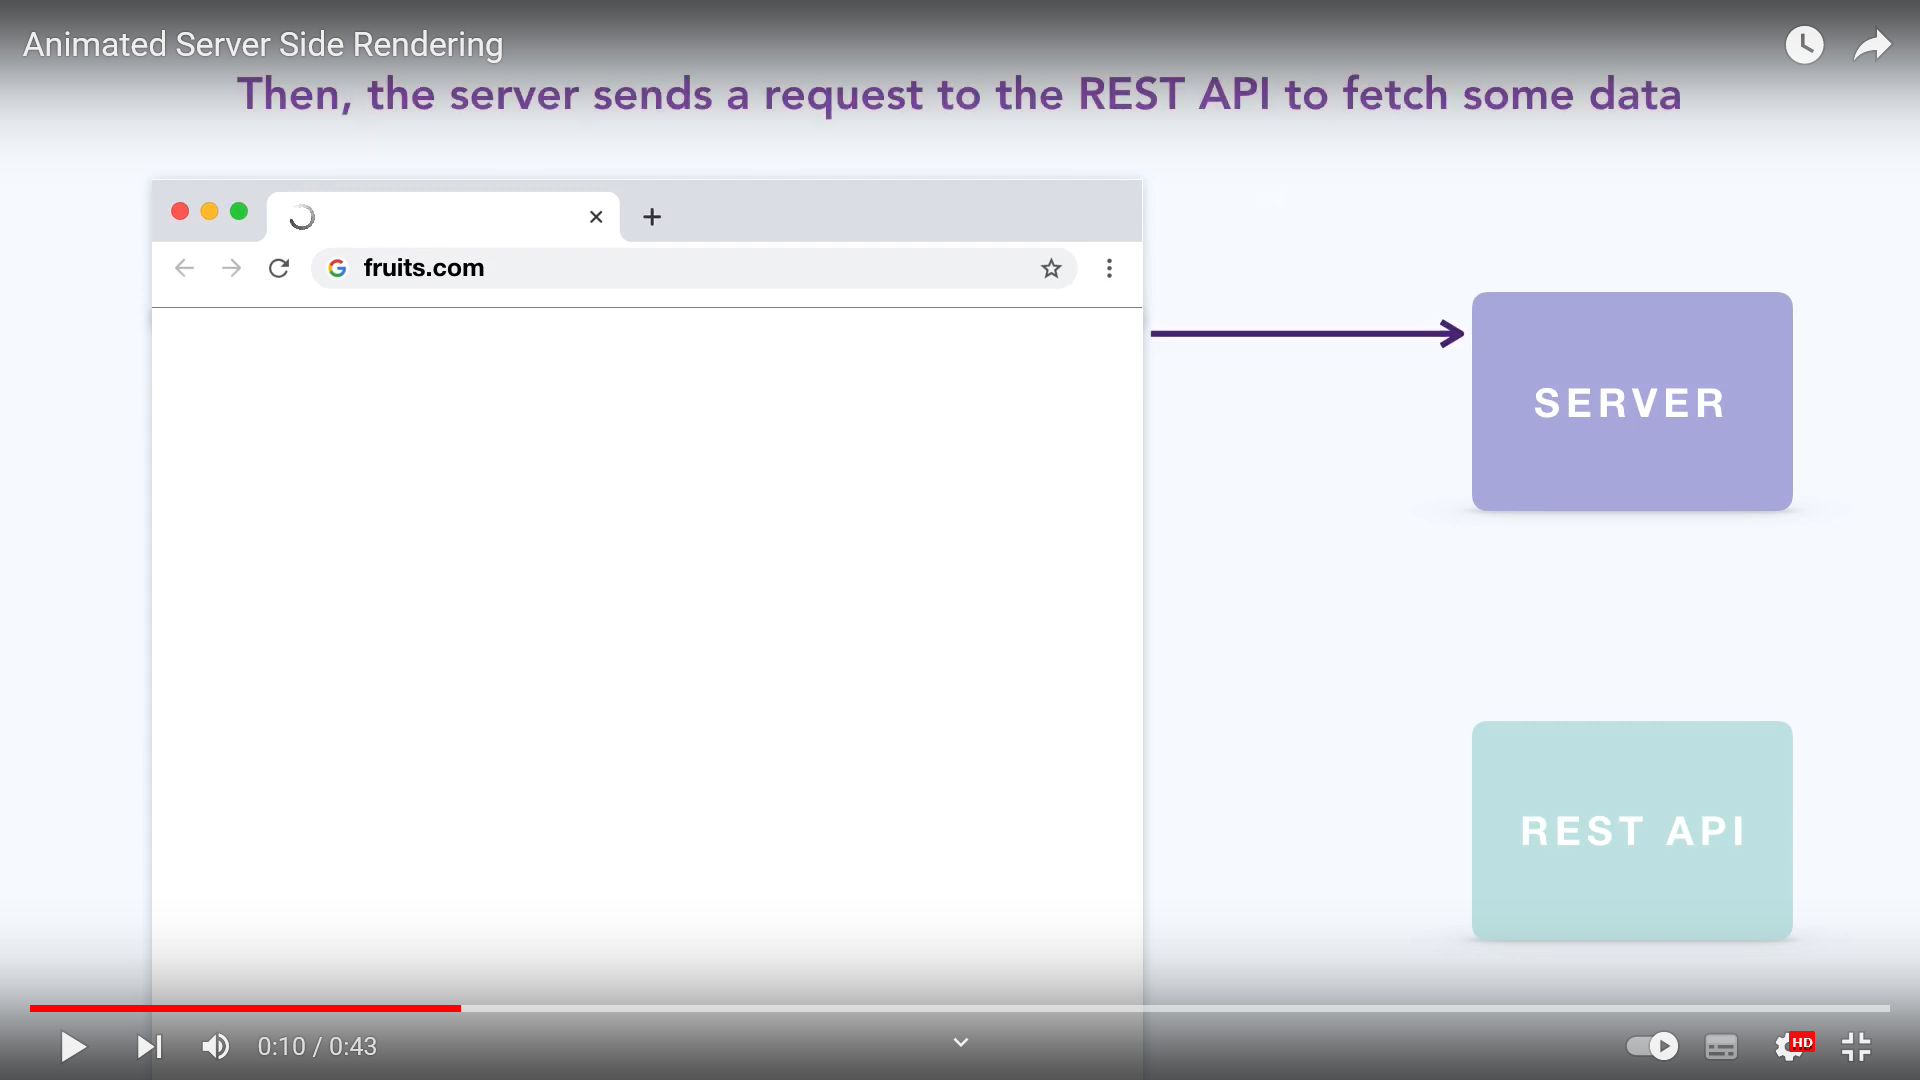 Animated Server Side Rendering
Then, the server sends a request to the REST API to fetch some data
fruits.com
SERVER
REST API
0:10 / 0:43
HD